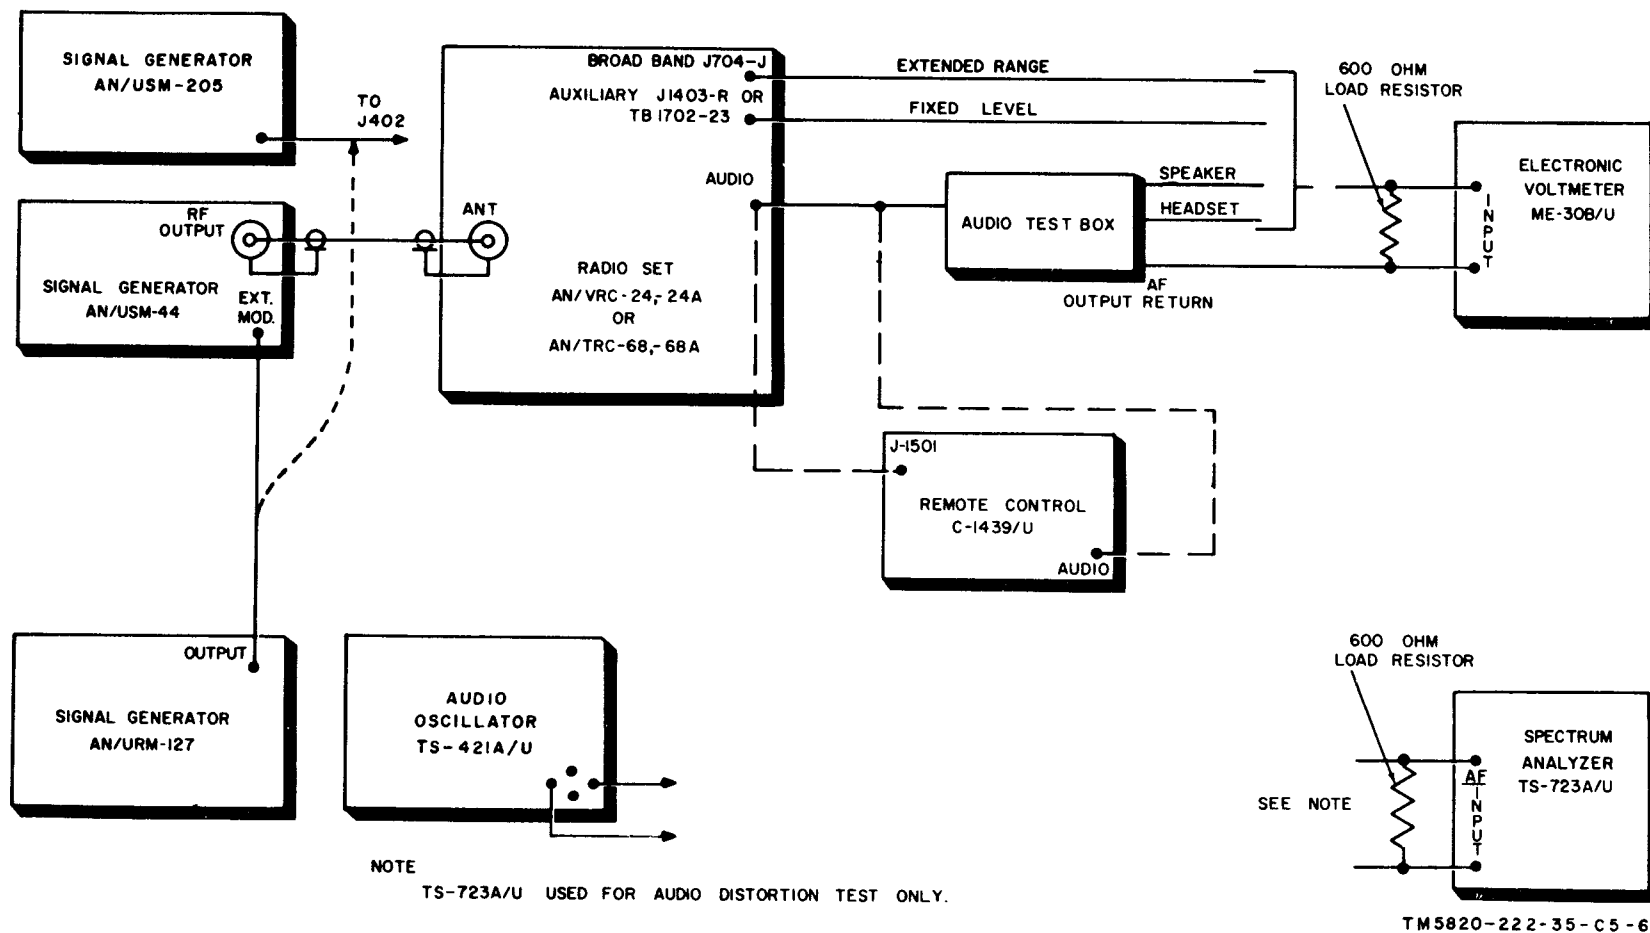 SIGNAL GENERATOR
AN/USM-205
TO
J402
BROAD BAND J704-J
AUXILIARY J1403-R OR
TB 1702-23
AUDIO
EXTENDED RANGE
FIXED LEVEL
600 OHM
LOAD RESISTOR
SPEAKER
HEADSET
AUDIO TEST BOX
AF
OUTPUT RETURN
ELECTRONIC
VOLTMETER
ME-30B/U
INPUT
RF
OUTPUT
SIGNAL GENERATOR
AN/USM-44
EXT.
MOD.
ANT
RADIO SET
AN/VRC-24,-24A
OR
AN/TRC-68,-68A
J-1501
REMOTE CONTROL
C-1439/U
AUDIO
OUTPUT
SIGNAL GENERATOR
AN/URM-127
AUDIO
OSCILLATOR
TS-421A/U
600 OHM
LOAD RESISTOR
SEE NOTE
AF
INPUT
SPECTRUM
ANALYZER
TS-723A/U
NOTE
TS-723A/U USED FOR AUDIO DISTORTION TEST ONLY.
TM5820-222-35-C5-6